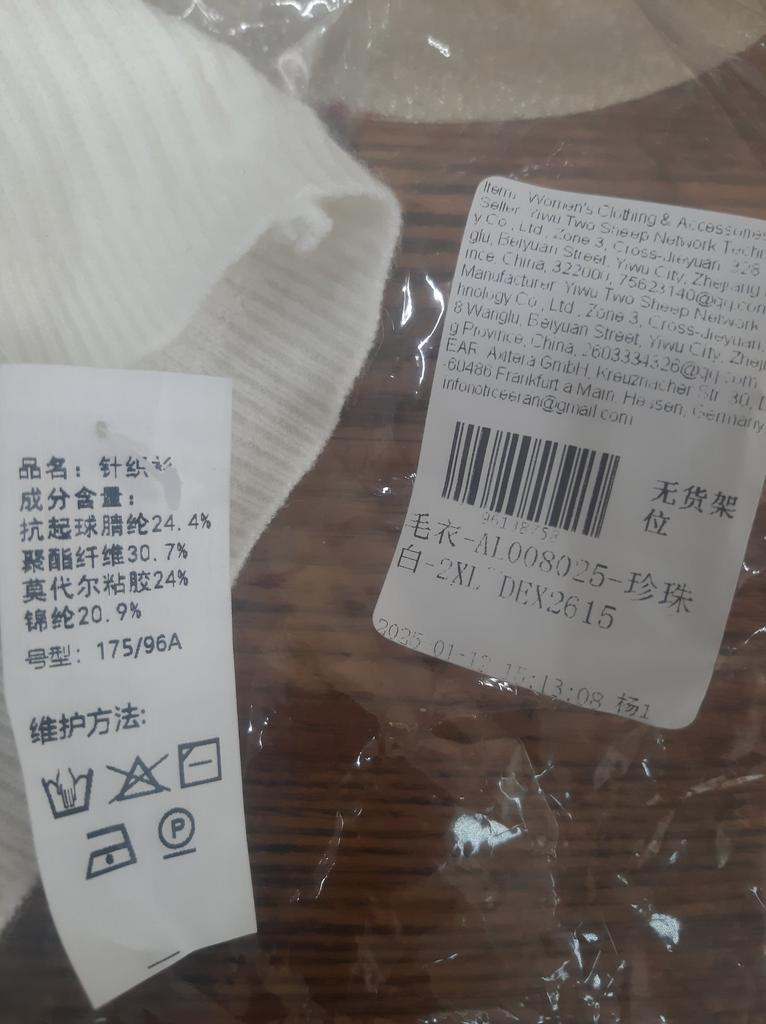 品名：针织衫
成分含量：
抗起球腈纶24.4%
聚酯纤维30.7%
莫代尔粘胶24%
锦纶20.9%
号型：175/96A
维护方法:
P
Item: Women's Clothing & Accessories
Seller: Yiwu Two Sheep Network Techn
y Co., Ltd, Zone 3, Cross-Jieyuan, 328
glu, Beiyuan Street, Yiwu City, Zhejiang
ince, China, 322000, 75623140@qq.com
Manufacturer: Yiwu Two Sheep Network
hnology Co., Ltd, Zone 3, Cross-Jieyuan,
8 Wanglu, Beiyuan Street, Yiwu City, Zheji
g Province, China, 2603334326@qq.com
EAR: Axitera GmbH, Kreuznacher Str. 30,
-60486 Frankfurt a Main, Hessen, Germany,
infonoticeerani@gmail.com
96138758
无货架
位
毛衣-AL008025-珍珠
白-2XL DEX2615
2025-01-12 15:13:08 杨1